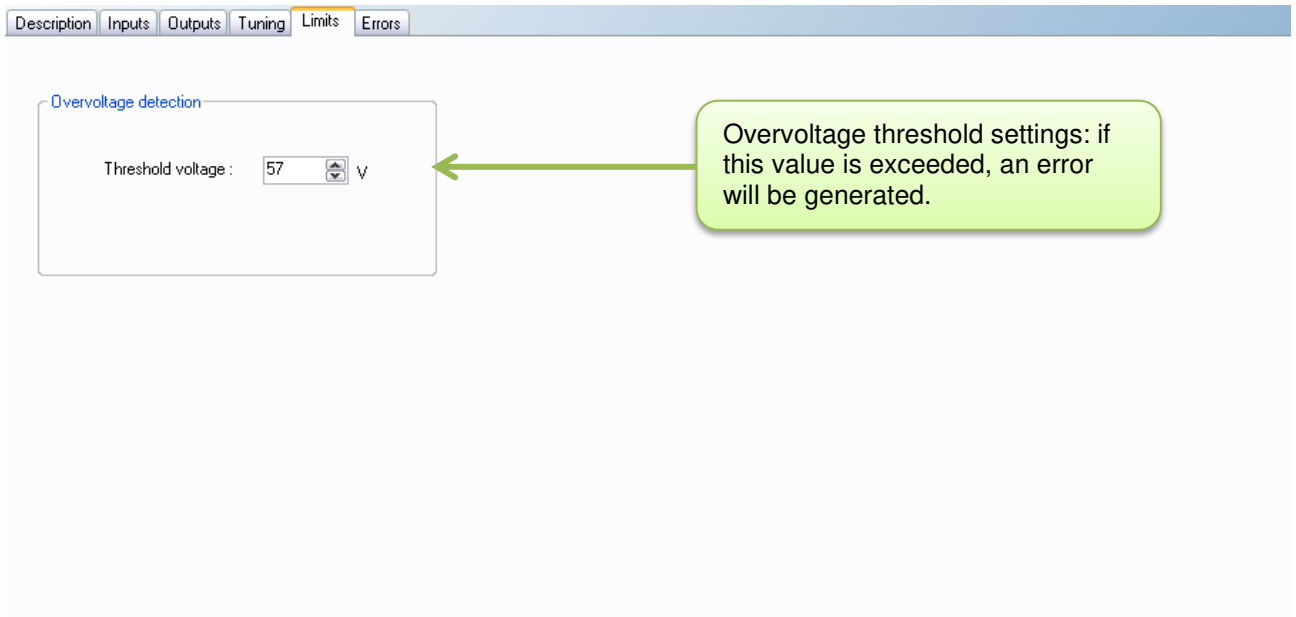 Description Inputs Outputs Tuning Limits Errors
Overvoltage detection
Threshold voltage : 57 V
Overvoltage threshold settings: if
this value is exceeded, an error
will be generated.